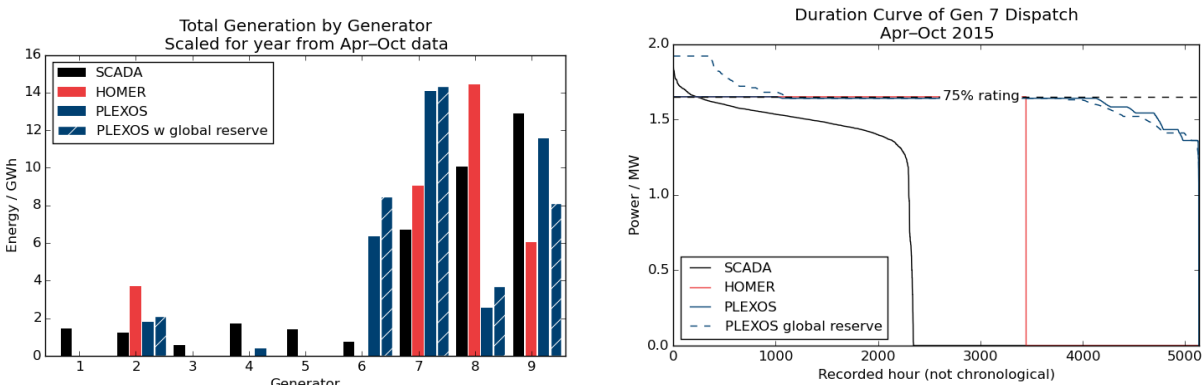 Total Generation by Generator
Scaled for year from Apr–Oct data
16
14
12
10
8
6
4
2
0
Energy / GWh
SCADA
HOMER
PLEXOS
PLEXOS w global reserve
1 2 3 4 5 6 7 8 9
Generator
Duration Curve of Gen 7 Dispatch
Apr–Oct 2015
2.0
1.5
1.0
0.5
0.0
Power / MW
75% rating
SCADA
HOMER
PLEXOS
PLEXOS global reserve
0 1000 2000 3000 4000 5000
Recorded hour (not chronological)